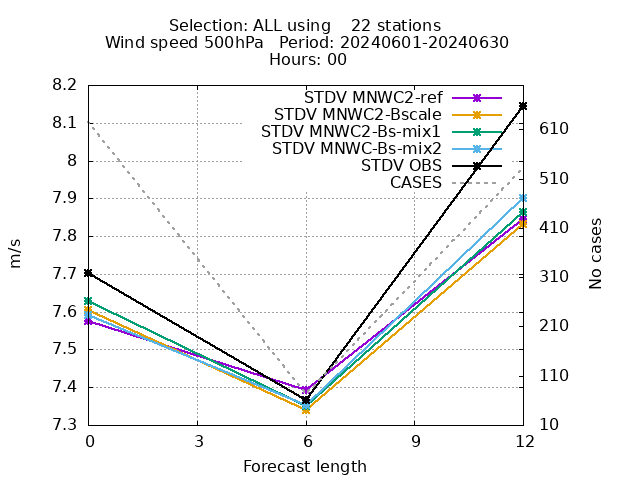 Selection: ALL using    22 stations
Wind speed 500hPa   Period: 20240601-20240630
Hours: 00
8.2
8.1
8
7.9
7.8
7.7
7.6
7.5
7.4
7.3
m/s
STDV MNWC2-ref
STDV MNWC2-Bscale
STDV MNWC2-Bs-mix1
STDV MNWC-Bs-mix2
STDV OBS
CASES
610
510
410
310
210
110
10
No cases
0 3 6 9 12
Forecast length